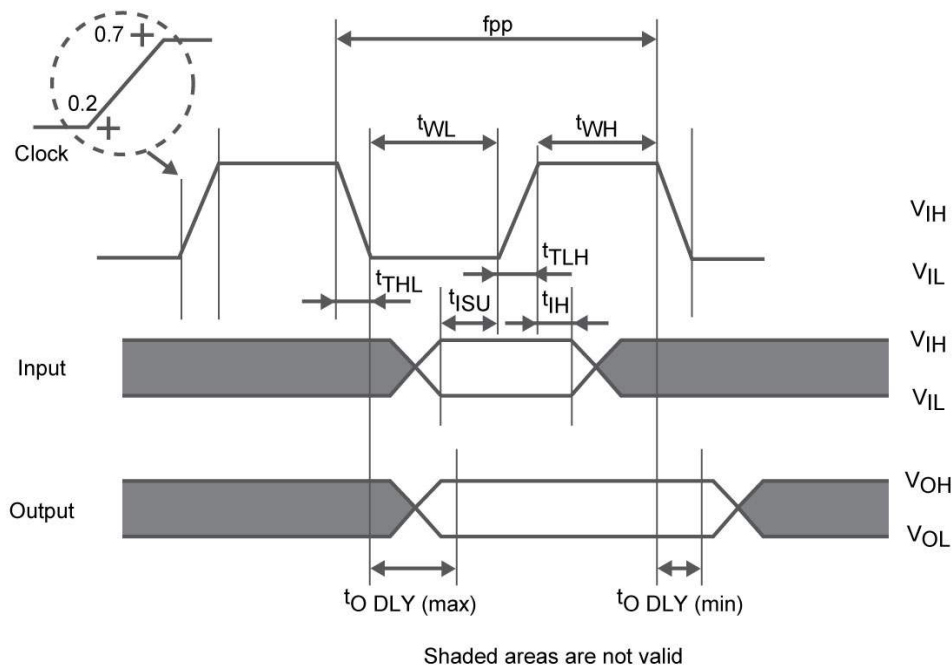 fpp
0.7
0.2
Clock
tWL
tWH
VIH
VIL
tTHL
tTLH
tISU
tIH
Input
VIH
VIL
Output
VOH
VOL
tO DLY (max)
tO DLY (min)
Shaded areas are not valid